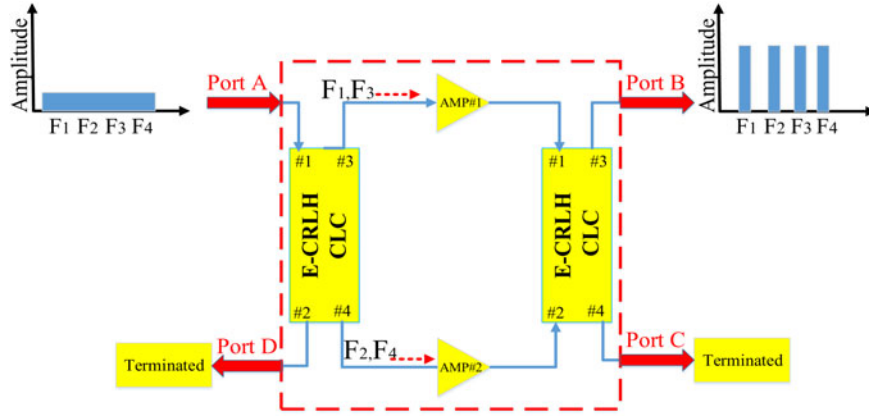 Amplitude
F1 F2 F3 F4
Port A
F1,F3
AMP#1
Port B
Amplitude
F1 F2 F3 F4
#1 #3
E-CRLH
CLC
#2 #4
#1 #3
E-CRLH
CLC
#2 #4
Port D
Terminated
F2,F4
AMP#2
Port C
Terminated